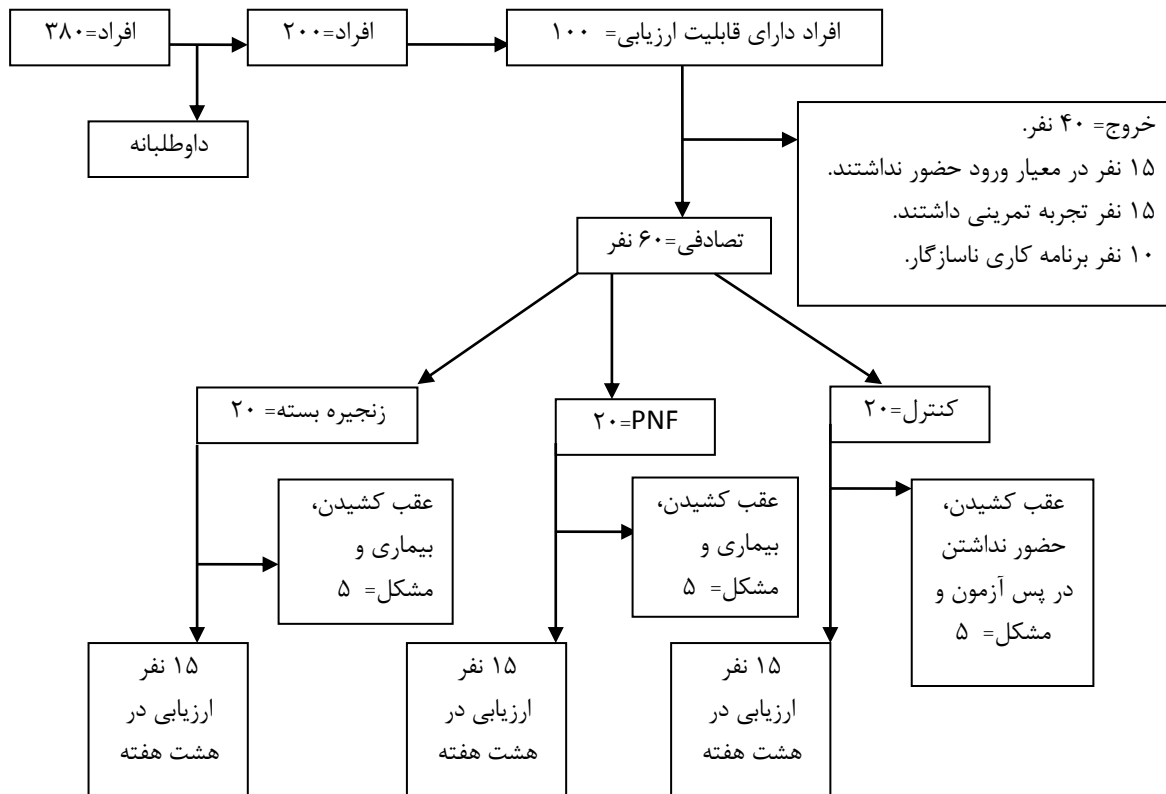 افراد=۳۸۰
افراد=۲۰۰
افراد دارای قابلیت ارزیابی= ۱۰۰
داوطلبانه
خروج= ۴۰ نفر.
۱۵ نفر در معیار ورود حضور نداشتند.
۱۵ نفر تجربه تمرینی داشتند.
۱۰ نفر برنامه کاری ناسازگار.
تصادفی=۶۰ نفر
زنجیره بسته= ۲۰
PNF=۲۰
کنترل=۲۰
عقب کشیدن،
بیماری و
مشکل= ۵
عقب کشیدن،
بیماری و
مشکل= ۵
عقب کشیدن،
حضور نداشتن
در پس آزمون و
مشکل= ۵
۱۵ نفر
ارزیابی در
هشت هفته
۱۵ نفر
ارزیابی در
هشت هفته
۱۵ نفر
ارزیابی در
هشت هفته